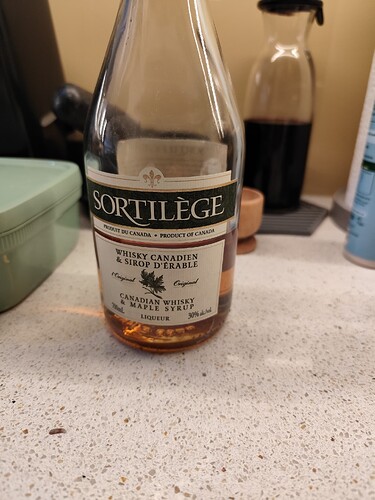 SORTILÈGE
PRODUIT DU CANADA • PRODUCT OF CANADA
WHISKY CANADIEN
& SIROP D'ÉRABLE
l'Original Original
CANADIAN WHISKY
& MAPLE SYRUP
750mL LIQUEUR 30% alc/vol.